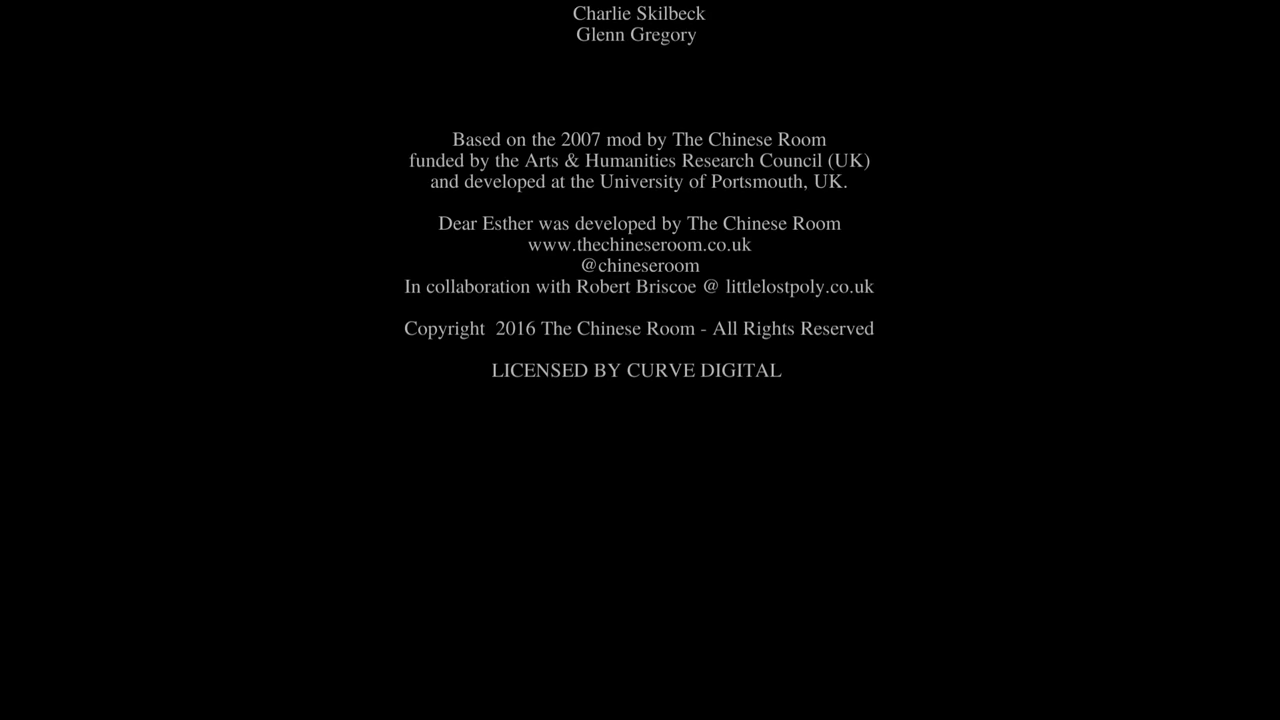 Charlie Skilbeck
Glenn Gregory
Based on the 2007 mod by The Chinese Room
funded by the Arts & Humanities Research Council (UK)
and developed at the University of Portsmouth, UK.
Dear Esther was developed by The Chinese Room
www.thechineseroom.co.uk
@chineseroom
In collaboration with Robert Briscoe @ littlelostpoly.co.uk
Copyright  2016 The Chinese Room - All Rights Reserved
LICENSED BY CURVE DIGITAL